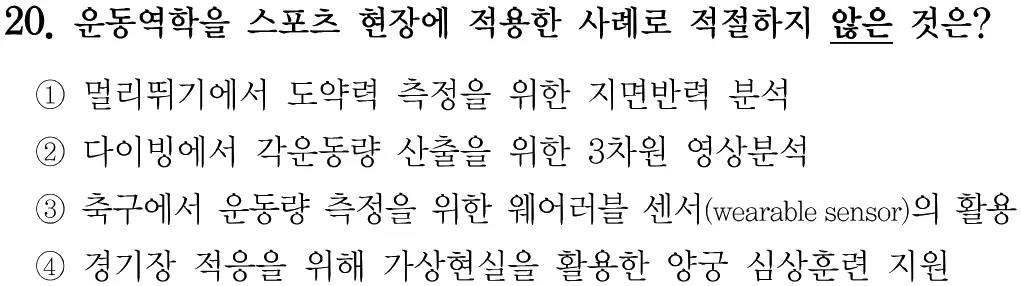 20. 운동역학을 스포츠 현장에 적용한 사례로 적절하지 않은 것은?
① 멀리뛰기에서 도약력 측정을 위한 지면반력 분석
② 다이빙에서 각운동량 산출을 위한 3차원 영상분석
③ 축구에서 운동량 측정을 위한 웨어러블 센서(wearable sensor)의 활용
④ 경기장 적응을 위해 가상현실을 활용한 양궁 심상훈련 지원